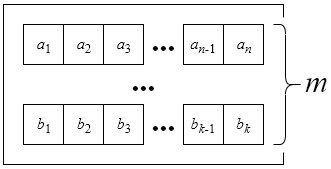 a₁ a₂ a₃ ... aₙ₋₁ aₙ
...
b₁ b₂ b₃ ... bₖ₋₁ bₖ
m